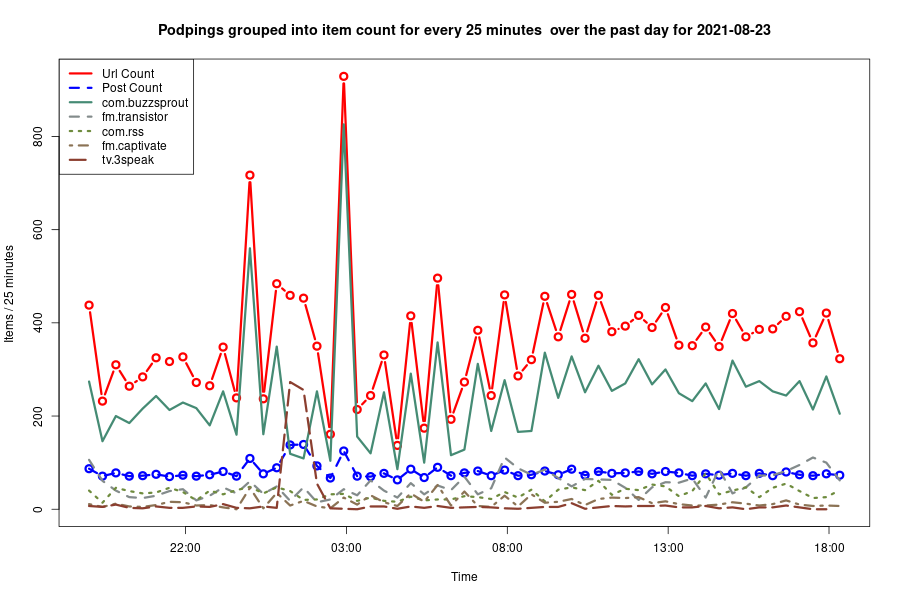 Podpings grouped into item count for every 25 minutes  over the past day for 2021-08-23
Url Count
Post Count
com.buzzsprout
fm.transistor
com.rss
fm.captivate
tv.3speak
Items / 25 minutes
800
600
400
200
0
22:00 03:00 08:00 13:00 18:00
Time